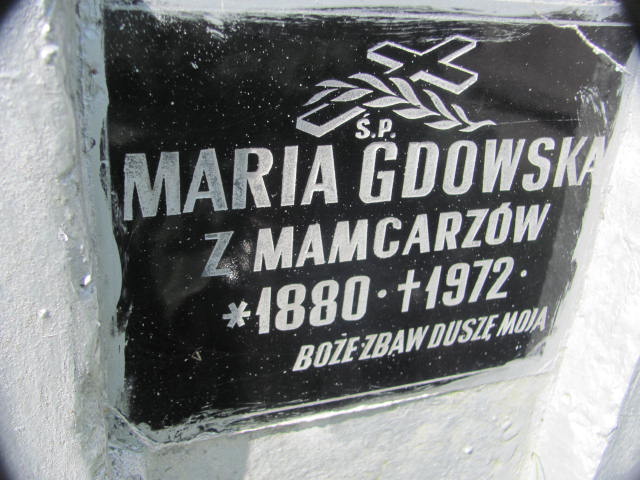 Ś.P.
MARIA GDOWSKA
Z MAMCARZÓW
*1880 · †1972 ·
BOŻE·ZBAW DUSZĘ MOJĄ